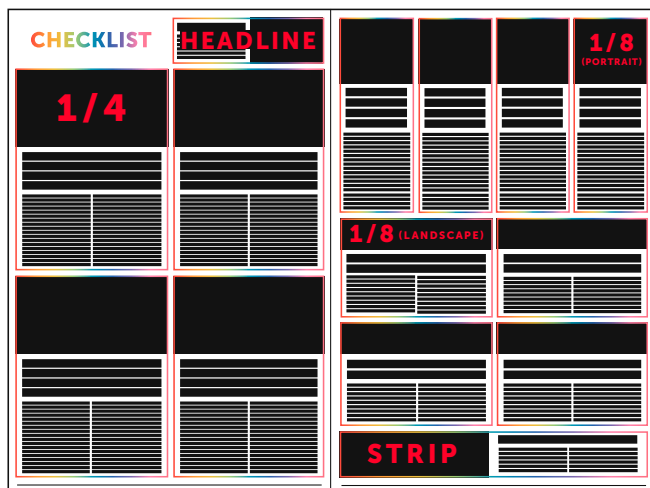 CHECKLIST
HEADLINE
1/4
1/8
(PORTRAIT)
1/8 (LANDSCAPE)
STRIP